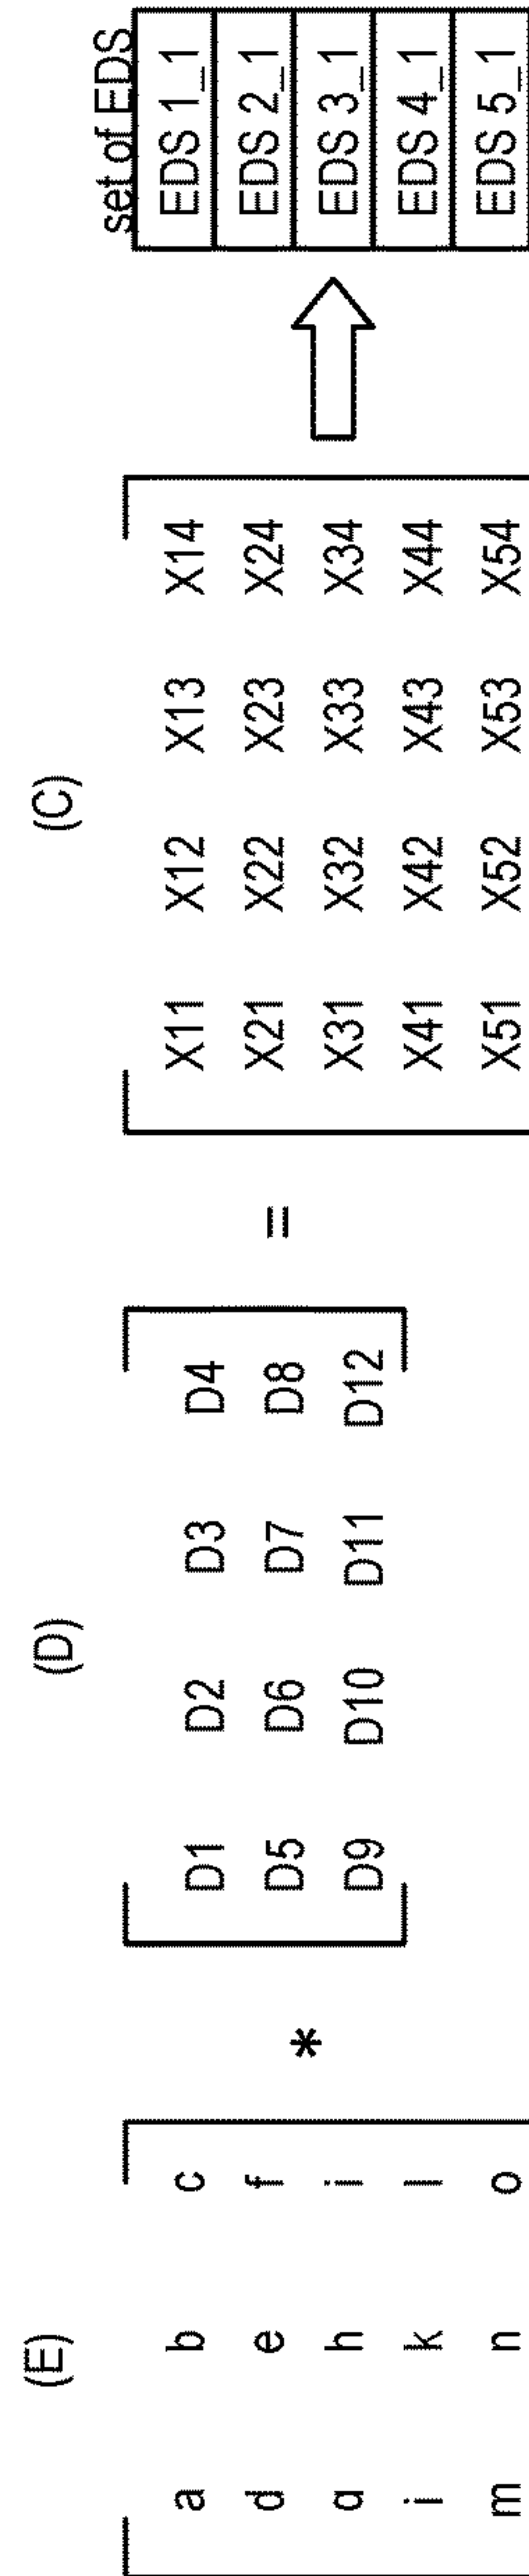 (E) (D) (C)
set of EDS
a b c
d e f
g h i
j k l
m n o
*
D1 D2 D3 D4
D5 D6 D7 D8
D9 D10 D11 D12
=
X11 X12 X13 X14
X21 X22 X23 X24
X31 X32 X33 X34
X41 X42 X43 X44
X51 X52 X53 X54
EDS 1_1
EDS 2_1
EDS 3_1
EDS 4_1
EDS 5_1